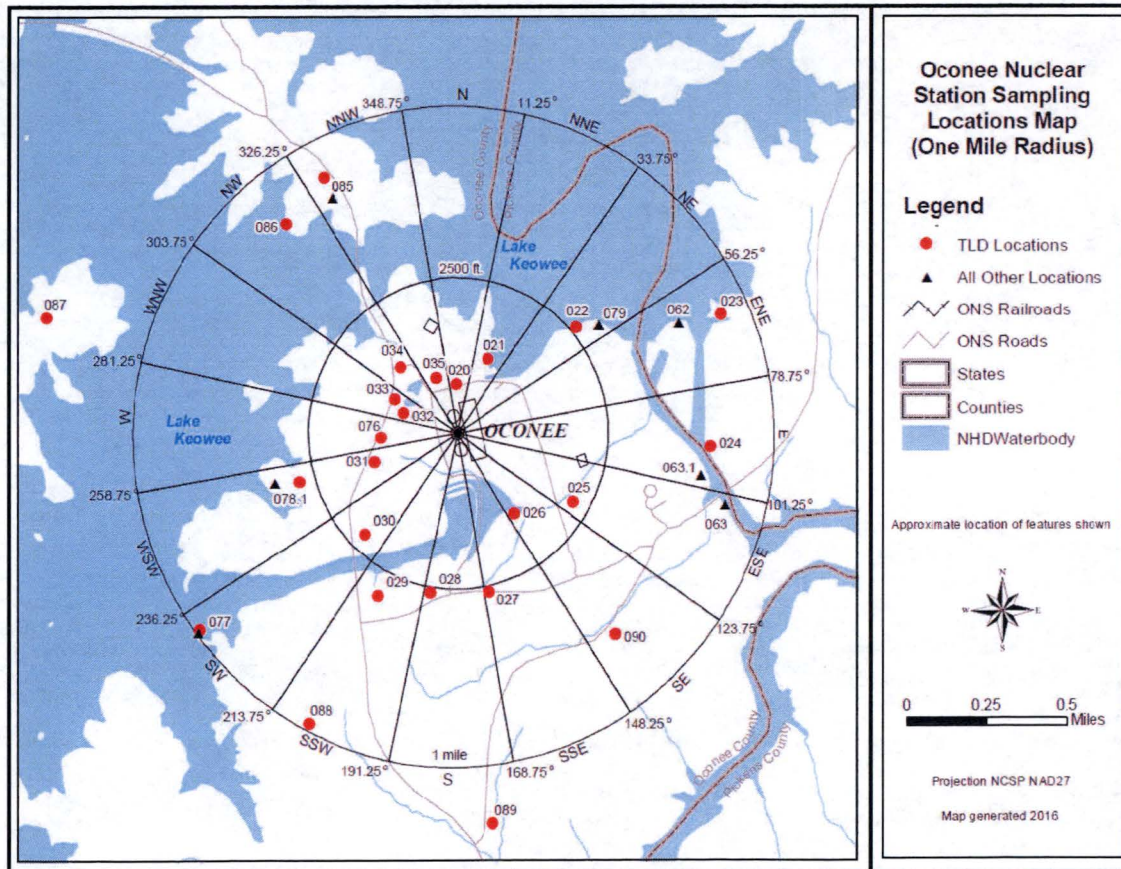 N
348.75°
11.25°
NNW
NNE
326.25°
33.75°
NW
NE
085
086
303.75°
56.25°
Oconee County
Pickens County
Lake
Keowee
2500 ft.
WNW
ENE
087
022
079
062
023
281.25°
78.75°
034
035
020
021
033
032
W
E
Lake
Keowee
076
OCONEE
024
031
063.1
258.75°
101.25°
078.1
025
026
063
030
WSW
ESE
029
028
027
236.25°
123.75°
077
090
SW
SE
213.75°
148.25°
088
SSW
SSE
1 mile
191.25°
S
168.75°
089
Oconee County
Pickens County
Oconee Nuclear
Station Sampling
Locations Map
(One Mile Radius)
Legend
TLD Locations
All Other Locations
ONS Railroads
ONS Roads
States
Counties
NHDWaterbody
Approximate location of features shown
N
W
E
S
0
0.25
0.5
Miles
Projection NCSP NAD27
Map generated 2016